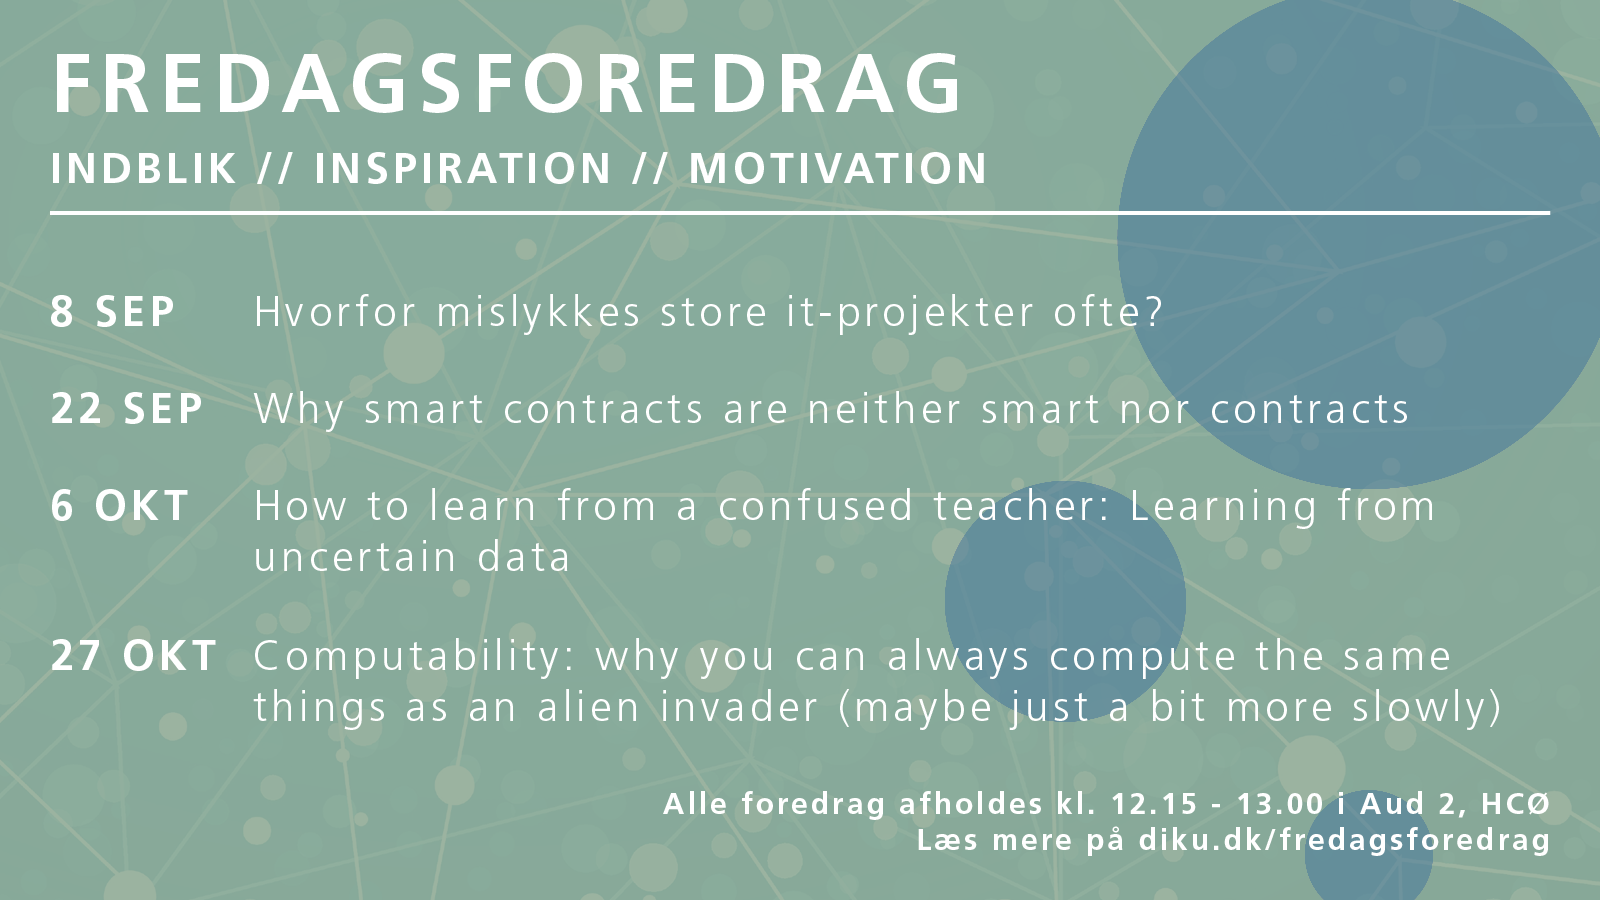 FREDAGSFOREDRAG
INDBLIK // INSPIRATION // MOTIVATION
8 SEP Hvorfor mislykkes store it-projekter ofte?
22 SEP Why smart contracts are neither smart nor contracts
6 OKT How to learn from a confused teacher: Learning from
uncertain data
27 OKT Computability: why you can always compute the same
things as an alien invader (maybe just a bit more slowly)
Alle foredrag afholdes kl. 12.15 - 13.00 i Aud 2, HCØ
Læs mere på diku.dk/fredagsforedrag